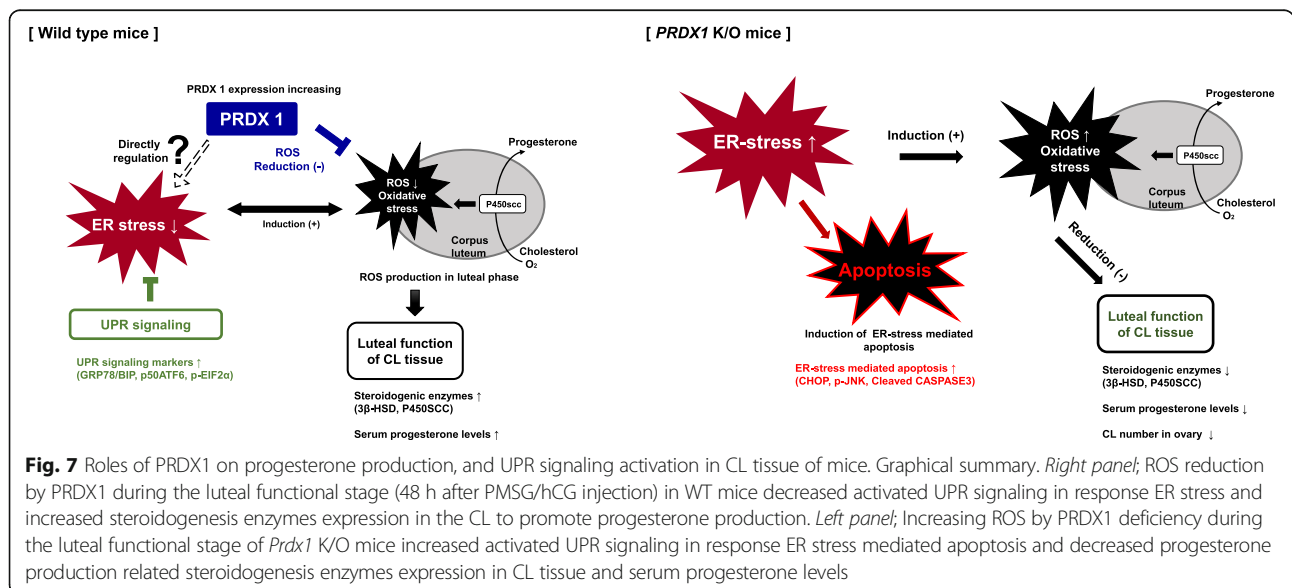 [ Wild type mice ]
PRDX 1 expression increasing
PRDX 1
Directly
regulation
?
ROS
Reduction (-)
ER stress ↓
Induction (+)
ROS ↓
Oxidative
stress
P450scc
Progesterone
Corpus
luteum
Cholesterol
O₂
ROS production in luteal phase
UPR signaling
UPR signaling markers ↑
(GRP78/BIP, p50ATF6, p-EIF2α)
Luteal function
of CL tissue
Steroidogenic enzymes ↑
(3β-HSD, P450SCC)
Serum progesterone levels ↑
[ PRDX1 K/O mice ]
ER-stress ↑
Induction (+)
ROS ↑
Oxidative
stress
P450scc
Progesterone
Corpus
luteum
Cholesterol
O₂
Apoptosis
Induction of ER-stress mediated
apoptosis
ER-stress mediated apoptosis ↑
(CHOP, p-JNK, Cleaved CASPASE3)
Reduction (-)
Luteal function
of CL tissue
Steroidogenic enzymes ↓
(3β-HSD, P450SCC)
Serum progesterone levels ↓
CL number in ovary ↓
Fig. 7 Roles of PRDX1 on progesterone production, and UPR signaling activation in CL tissue of mice. Graphical summary. Right panel; ROS reduction
by PRDX1 during the luteal functional stage (48 h after PMSG/hCG injection) in WT mice decreased activated UPR signaling in response ER stress and
increased steroidogenesis enzymes expression in the CL to promote progesterone production. Left panel; Increasing ROS by PRDX1 deficiency during
the luteal functional stage of Prdx1 K/O mice increased activated UPR signaling in response ER stress mediated apoptosis and decreased progesterone
production related steroidogenesis enzymes expression in CL tissue and serum progesterone levels